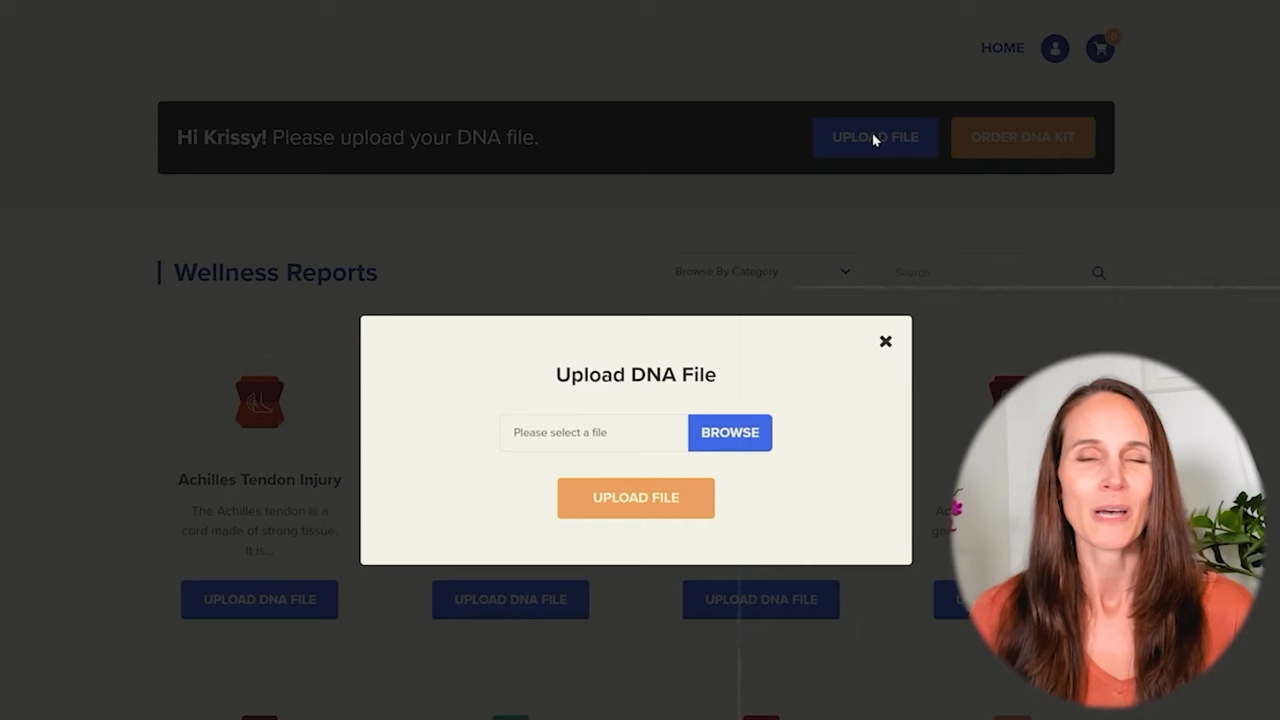 HOME
0
Hi Krissy! Please upload your DNA file.
UPLOAD FILE
ORDER DNA KIT
Wellness Reports
Browse By Category
Search
Upload DNA File
Please select a file
BROWSE
UPLOAD FILE
Achilles Tendon Injury
The Achilles tendon is a
cord made of strong tissue.
It is...
UPLOAD DNA FILE
UPLOAD DNA FILE
UPLOAD DNA FILE